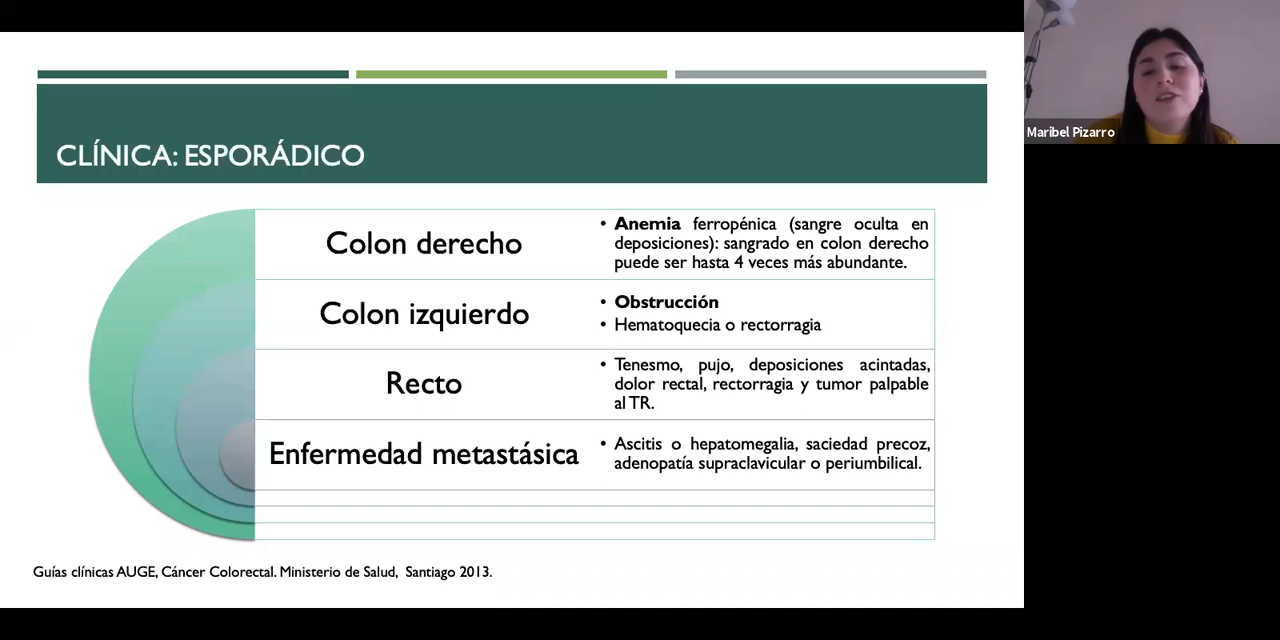 CLÍNICA: ESPORÁDICO
Colon derecho
• Anemia ferropénica (sangre oculta en
deposiciones): sangrado en colon derecho
puede ser hasta 4 veces más abundante.
Colon izquierdo
• Obstrucción
• Hematoquecia o rectorragia
Recto
• Tenesmo, pujo, deposiciones acintadas,
dolor rectal, rectorragia y tumor palpable
al TR.
Enfermedad metastásica
• Ascitis o hepatomegalia, saciedad precoz,
adenopatía supraclavicular o periumbilical.
Guías clínicas AUGE, Cáncer Colorectal. Ministerio de Salud, Santiago 2013.
Maribel Pizarro